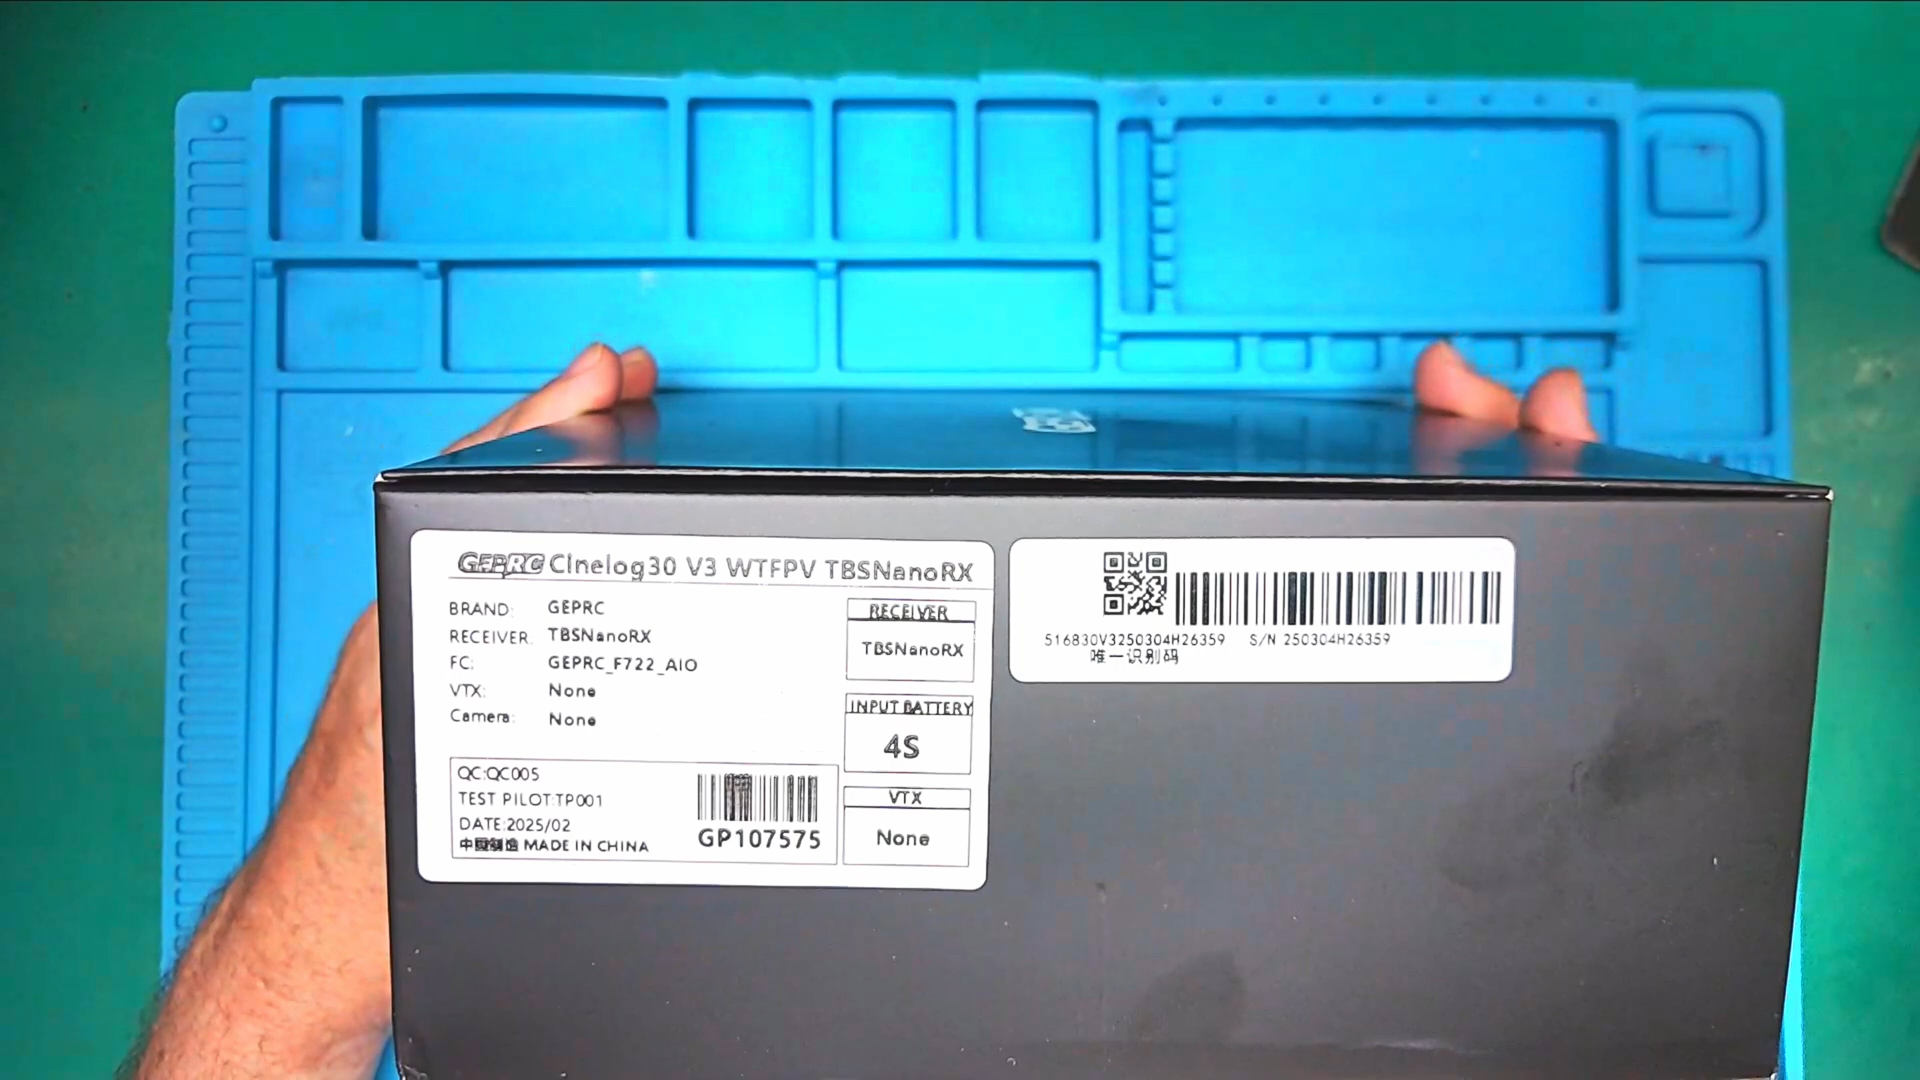 GEPRC Cinelog30 V3 WTFPV TBSNanoRX
BRAND: GEPRC
RECEIVER: TBSNanoRX
FC: GEPRC_F722_AIO
VTX: None
Camera: None
QC:QC005
TEST PILOT:TP001
DATE:2025/02
中国制造 MADE IN CHINA
GP107575
RECEIVER
TBSNanoRX
INPUT BATTERY
4S
VTX
None
516830V3250304H26359 S/N 250304H26359
唯一识别码